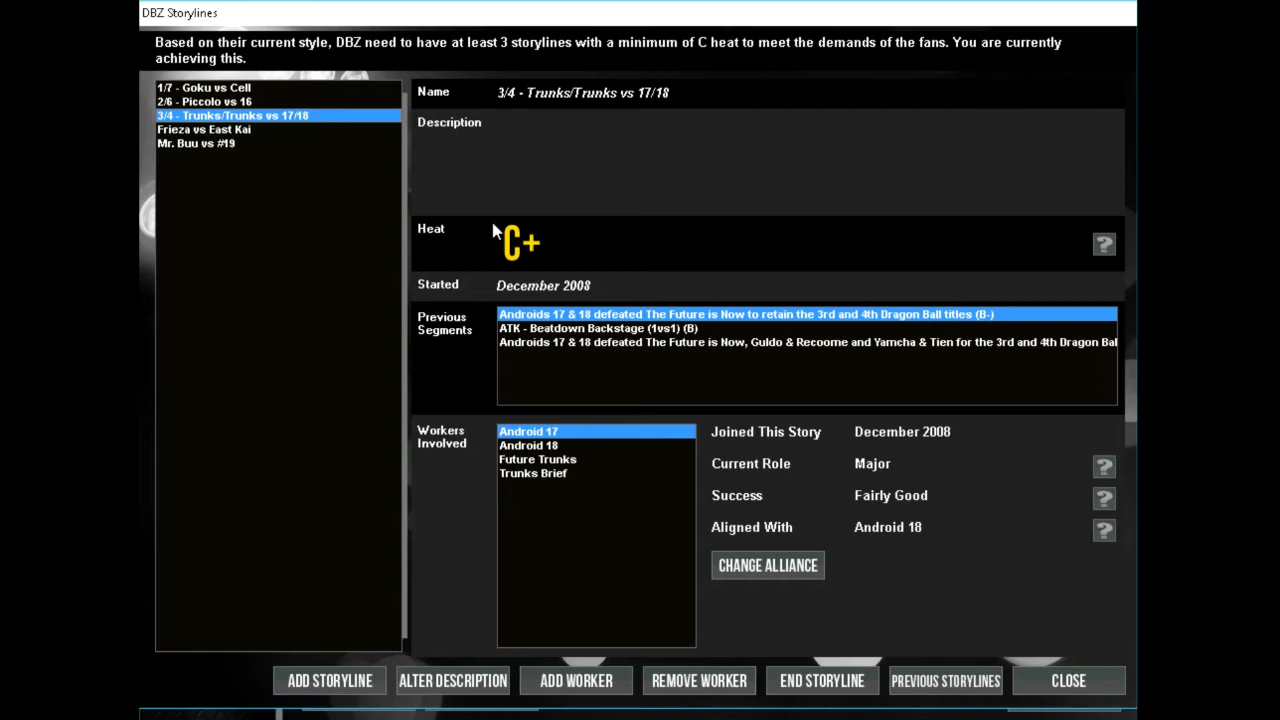 DBZ Storylines
Based on their current style, DBZ need to have at least 3 storylines with a minimum of C heat to meet the demands of the fans. You are currently
achieving this.
1/7 - Goku vs Cell
2/6 - Piccolo vs 16
3/4 - Trunks/Trunks vs 17/18
Frieza vs East Kai
Mr. Buu vs #19
Name
3/4 - Trunks/Trunks vs 17/18
Description
Heat
C+
?
Started
December 2008
Previous
Segments
Androids 17 & 18 defeated The Future is Now to retain the 3rd and 4th Dragon Ball titles (B-)
ATK - Beatdown Backstage (1vs1) (B)
Androids 17 & 18 defeated The Future is Now, Guldo & Recoome and Yamcha & Tien for the 3rd and 4th Dragon Bal
Workers
Involved
Android 17
Android 18
Future Trunks
Trunks Brief
Joined This Story
December 2008
Current Role
Major
?
Success
Fairly Good
?
Aligned With
Android 18
?
CHANGE ALLIANCE
ADD STORYLINE
ALTER DESCRIPTION
ADD WORKER
REMOVE WORKER
END STORYLINE
PREVIOUS STORYLINES
CLOSE